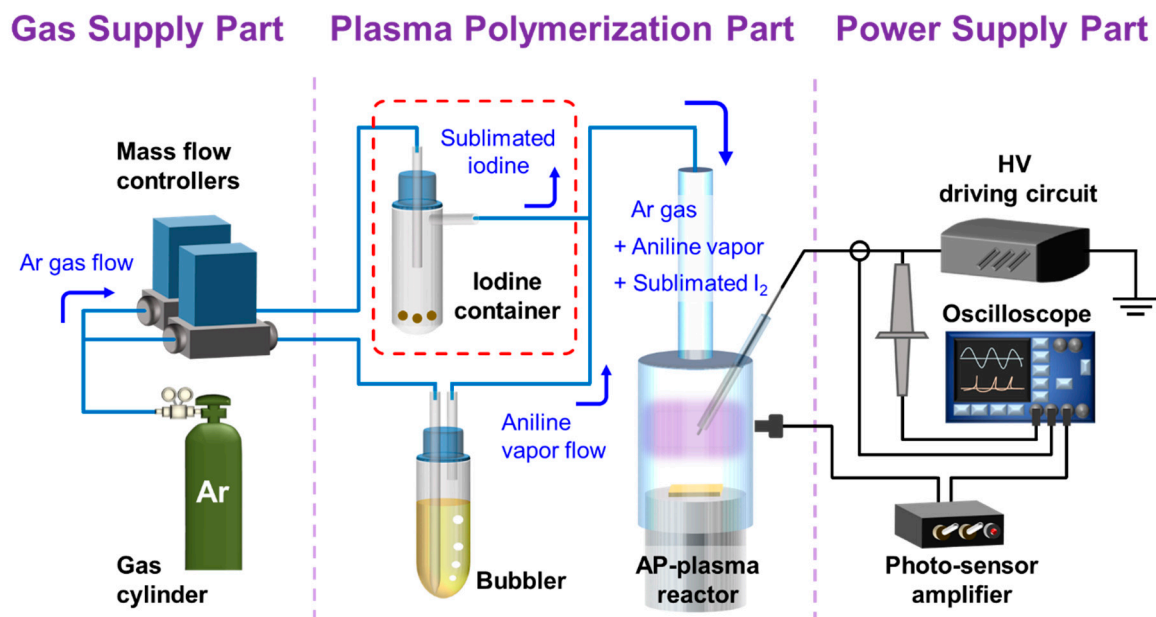 Gas Supply Part
Plasma Polymerization Part
Power Supply Part
Mass flow
controllers
Ar gas flow
Ar
Gas
cylinder
Sublimated
iodine
Iodine
container
Aniline
vapor flow
Bubbler
Ar gas
+ Aniline vapor
+ Sublimated I₂
AP-plasma
reactor
HV
driving circuit
Oscilloscope
Photo-sensor
amplifier